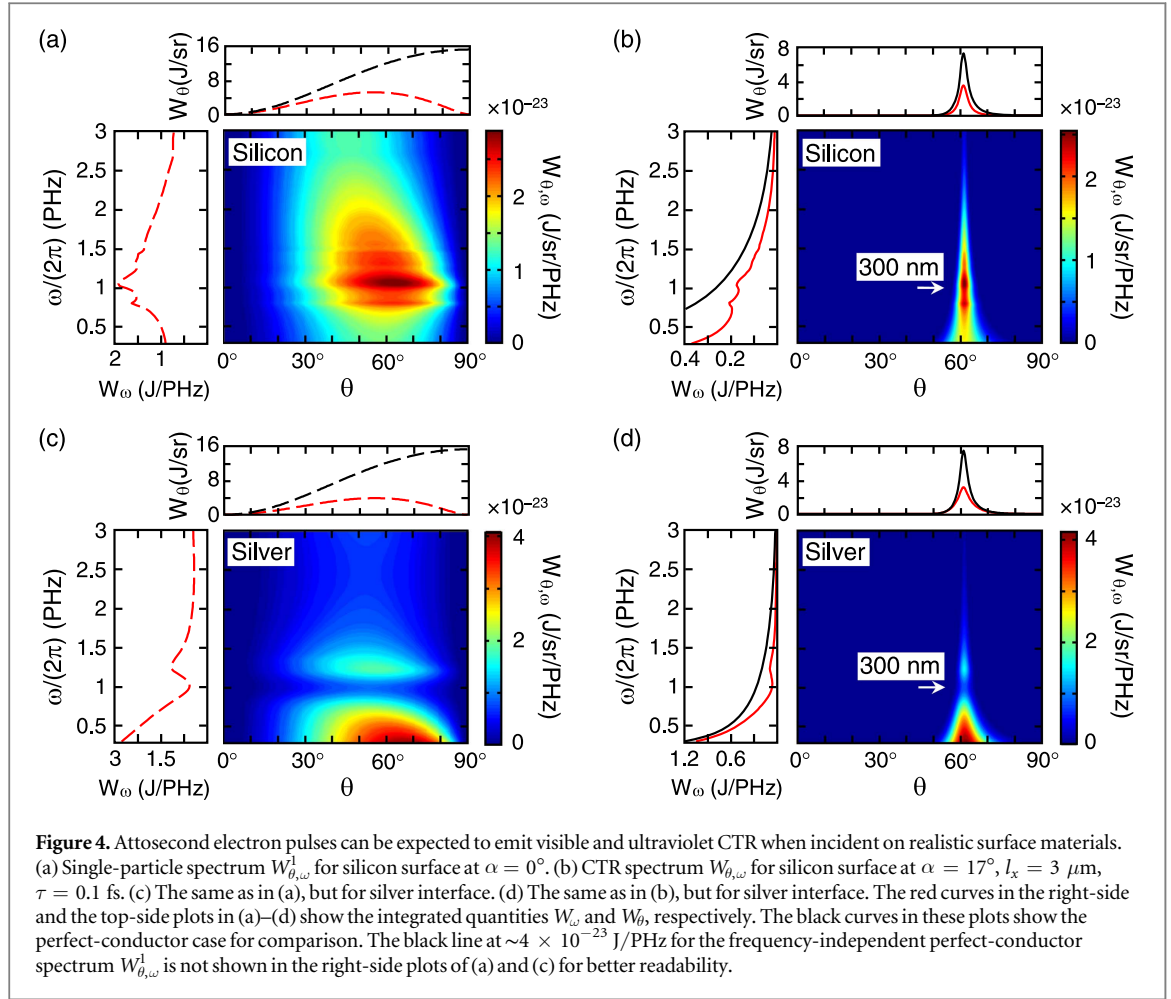 (a)
16
8
0
Wθ(J/sr)
×10−23
3
2.5
2
1.5
1
0.5
ω/(2π) (PHz)
Silicon
2
1
0
Wθ,ω (J/sr/PHz)
2
1
Wω (J/PHz)
0°
30°
60°
90°
θ
(b)
8
4
0
Wθ(J/sr)
×10−23
3
2.5
2
1.5
1
0.5
ω/(2π) (PHz)
Silicon
300 nm
2
1
0
Wθ,ω (J/sr/PHz)
0.4
0.2
Wω (J/PHz)
0°
30°
60°
90°
θ
(c)
16
8
0
Wθ(J/sr)
×10−23
3
2.5
2
1.5
1
0.5
ω/(2π) (PHz)
Silver
4
2
0
Wθ,ω (J/sr/PHz)
3
1.5
Wω (J/PHz)
0°
30°
60°
90°
θ
(d)
8
4
0
Wθ(J/sr)
×10−23
3
2.5
2
1.5
1
0.5
ω/(2π) (PHz)
Silver
300 nm
4
2
0
Wθ,ω (J/sr/PHz)
1.2
0.6
Wω (J/PHz)
0°
30°
60°
90°
θ
Figure 4. Attosecond electron pulses can be expected to emit visible and ultraviolet CTR when incident on realistic surface materials.
(a) Single-particle spectrum W¹θ,ω for silicon surface at α = 0°. (b) CTR spectrum Wθ,ω for silicon surface at α = 17°, lx = 3 μm,
τ = 0.1 fs. (c) The same as in (a), but for silver interface. (d) The same as in (b), but for silver interface. The red curves in the right-side
and the top-side plots in (a)–(d) show the integrated quantities Wω and Wθ, respectively. The black curves in these plots show the
perfect-conductor case for comparison. The black line at ~4 × 10−23 J/PHz for the frequency-independent perfect-conductor
spectrum W¹θ,ω is not shown in the right-side plots of (a) and (c) for better readability.